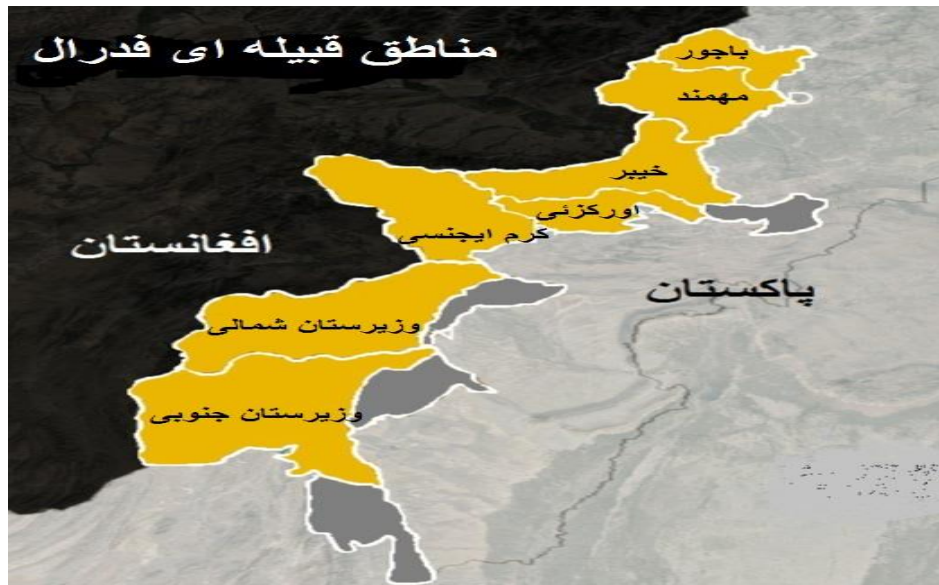 مناطق قبیله ای فدرال
باجور
مهمند
خیبر
اورکزئی
کرم ایجنسی
افغانستان
پاکستان
وزیرستان شمالی
وزیرستان جنوبی